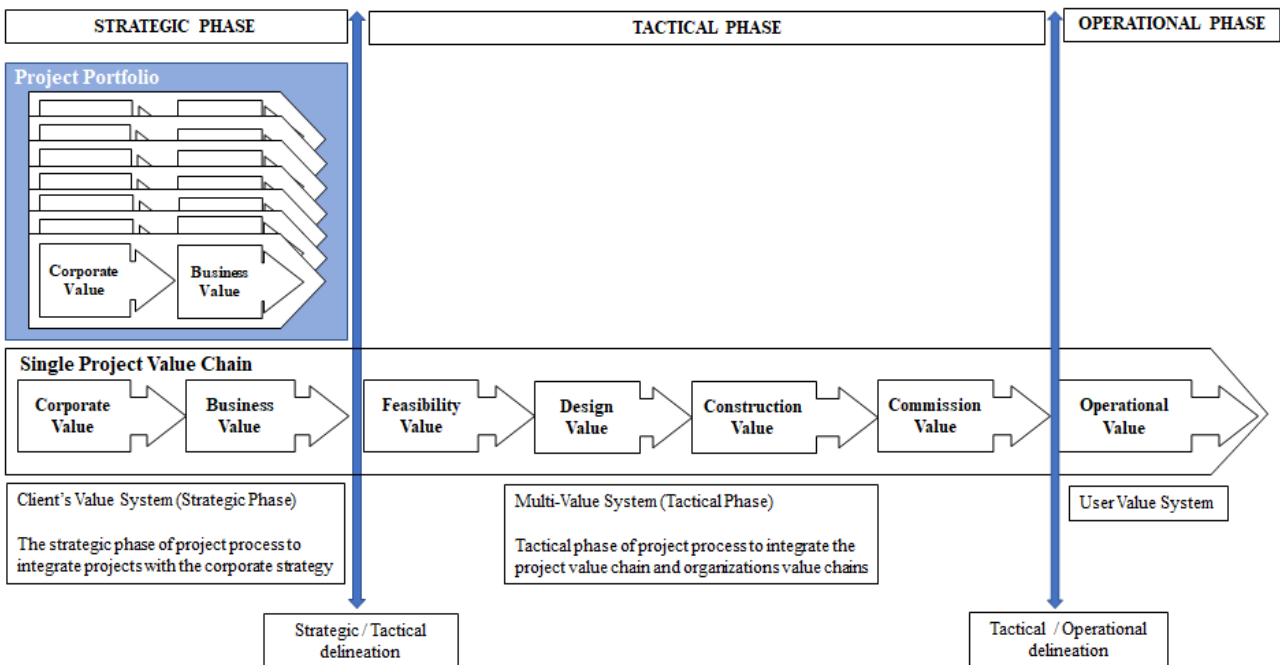 STRATEGIC PHASE
TACTICAL PHASE
OPERATIONAL PHASE
Project Portfolio
Corporate
Value
Business
Value
Single Project Value Chain
Corporate
Value
Business
Value
Feasibility
Value
Design
Value
Construction
Value
Commission
Value
Operational
Value
Client's Value System (Strategic Phase)
The strategic phase of project process to
integrate projects with the corporate strategy
Multi-Value System (Tactical Phase)
Tactical phase of project process to integrate the
project value chain and organizations value chains
User Value System
Strategic / Tactical
delineation
Tactical / Operational
delineation